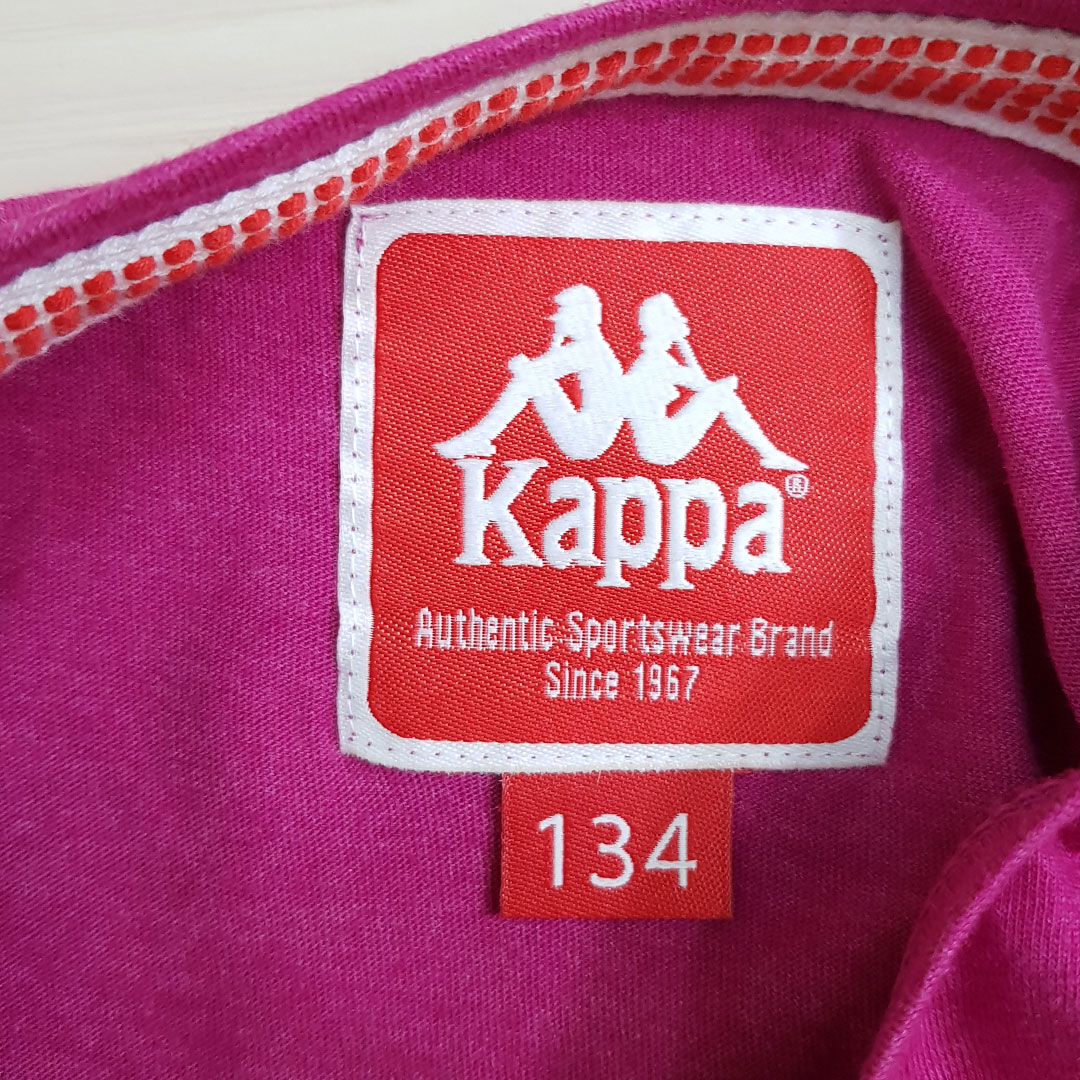 Kappa®
Authentic Sportswear Brand
Since 1967
134